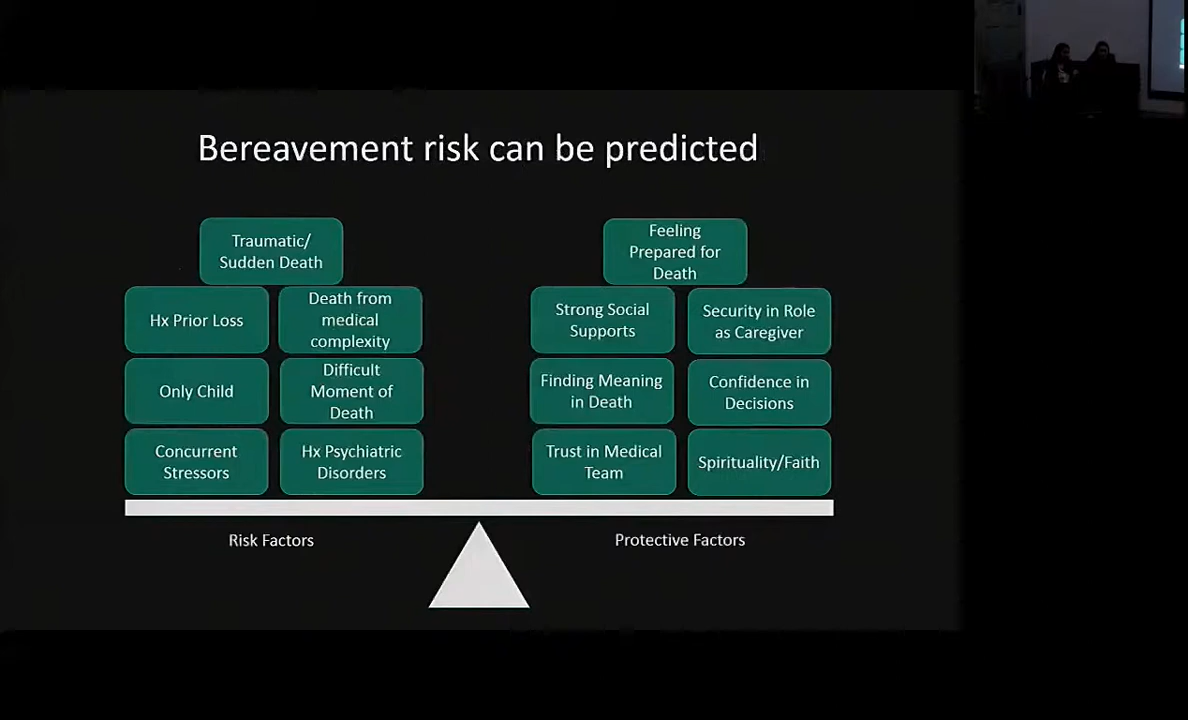 Bereavement risk can be predicted
Traumatic/
Sudden Death
Hx Prior Loss
Death from
medical
complexity
Only Child
Difficult
Moment of
Death
Concurrent
Stressors
Hx Psychiatric
Disorders
Risk Factors
Feeling
Prepared for
Death
Strong Social
Supports
Security in Role
as Caregiver
Finding Meaning
in Death
Confidence in
Decisions
Trust in Medical
Team
Spirituality/Faith
Protective Factors